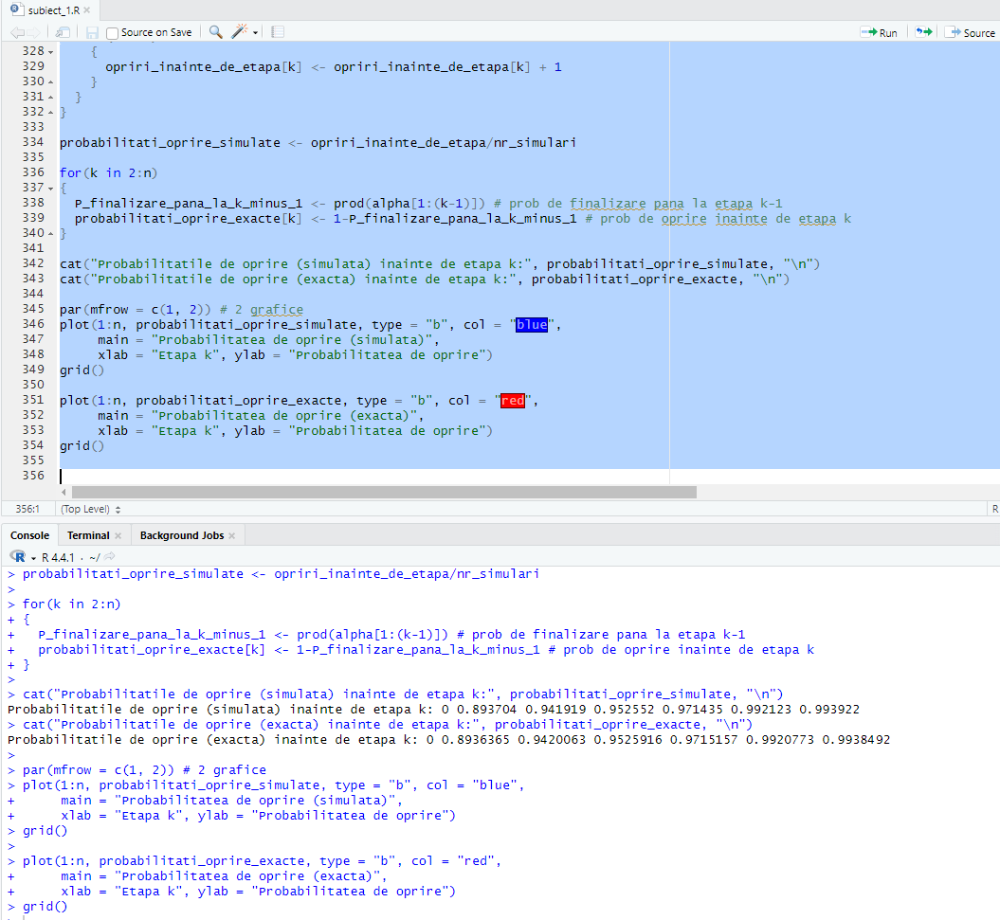 subiect_1.R
Source on Save
Run
Source
328 {
329 opriri_inainte_de_etapa[k] <- opriri_inainte_de_etapa[k] + 1
330 }
331 }
332 }
333
334 probabilitati_oprire_simulate <- opriri_inainte_de_etapa/nr_simulari
335
336 for(k in 2:n)
337 {
338 P_finalizare_pana_la_k_minus_1 <- prod(alpha[1:(k-1)]) # prob de finalizare pana la etapa k-1
339 probabilitati_oprire_exacte[k] <- 1-P_finalizare_pana_la_k_minus_1 # prob de oprire inainte de etapa k
340 }
341
342 cat("Probabilitatile de oprire (simulata) inainte de etapa k:", probabilitati_oprire_simulate, "\n")
343 cat("Probabilitatile de oprire (exacta) inainte de etapa k:", probabilitati_oprire_exacte, "\n")
344
345 par(mfrow = c(1, 2)) # 2 grafice
346 plot(1:n, probabilitati_oprire_simulate, type = "b", col = "blue",
347 main = "Probabilitatea de oprire (simulata)",
348 xlab = "Etapa k", ylab = "Probabilitatea de oprire")
349 grid()
350
351 plot(1:n, probabilitati_oprire_exacte, type = "b", col = "red",
352 main = "Probabilitatea de oprire (exacta)",
353 xlab = "Etapa k", ylab = "Probabilitatea de oprire")
354 grid()
355
356
356:1 (Top Level) R
Console Terminal Background Jobs
R R 4.4.1 · ~/
> probabilitati_oprire_simulate <- opriri_inainte_de_etapa/nr_simulari
>
> for(k in 2:n)
+ {
+ P_finalizare_pana_la_k_minus_1 <- prod(alpha[1:(k-1)]) # prob de finalizare pana la etapa k-1
+ probabilitati_oprire_exacte[k] <- 1-P_finalizare_pana_la_k_minus_1 # prob de oprire inainte de etapa k
+ }
>
> cat("Probabilitatile de oprire (simulata) inainte de etapa k:", probabilitati_oprire_simulate, "\n")
Probabilitatile de oprire (simulata) inainte de etapa k: 0 0.893704 0.941919 0.952552 0.971435 0.992123 0.993922
> cat("Probabilitatile de oprire (exacta) inainte de etapa k:", probabilitati_oprire_exacte, "\n")
Probabilitatile de oprire (exacta) inainte de etapa k: 0 0.8936365 0.9420063 0.9525916 0.9715157 0.9920773 0.9938492
>
> par(mfrow = c(1, 2)) # 2 grafice
> plot(1:n, probabilitati_oprire_simulate, type = "b", col = "blue",
+ main = "Probabilitatea de oprire (simulata)",
+ xlab = "Etapa k", ylab = "Probabilitatea de oprire")
> grid()
>
> plot(1:n, probabilitati_oprire_exacte, type = "b", col = "red",
+ main = "Probabilitatea de oprire (exacta)",
+ xlab = "Etapa k", ylab = "Probabilitatea de oprire")
> grid()